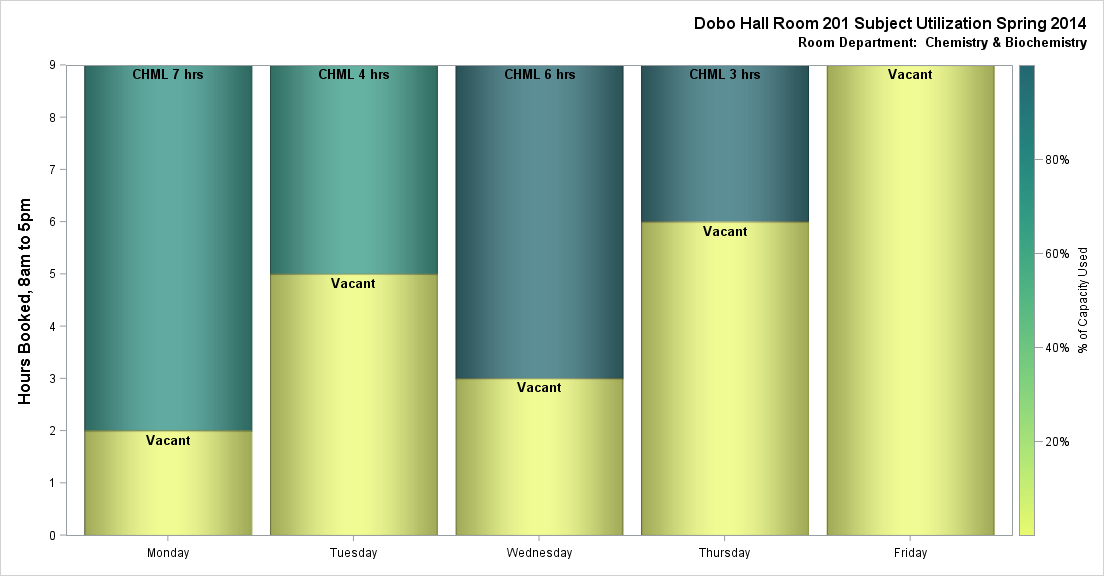 Dobo Hall Room 201 Subject Utilization Spring 2014
Room Department:  Chemistry & Biochemistry
Hours Booked, 8am to 5pm
9
8
7
6
5
4
3
2
1
0
CHML 7 hrs
Vacant
CHML 4 hrs
Vacant
CHML 6 hrs
Vacant
CHML 3 hrs
Vacant
Vacant
Monday
Tuesday
Wednesday
Thursday
Friday
80%
60%
40%
20%
% of Capacity Used